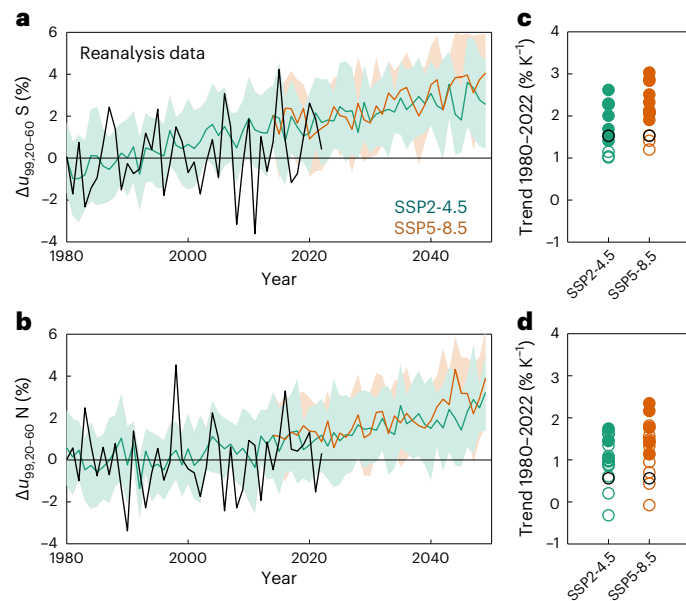 a
Δu99,20–60 S (%)
6
4
2
0
−2
−4
Reanalysis data
SSP2-4.5
SSP5-8.5
1980
2000
2020
2040
Year
c
Trend 1980–2022 (% K−1)
4
3
2
1
0
−1
SSP2-4.5
SSP5-8.5
b
Δu99,20–60 N (%)
6
4
2
0
−2
−4
1980
2000
2020
2040
Year
d
Trend 1980–2022 (% K−1)
4
3
2
1
0
−1
SSP2-4.5
SSP5-8.5